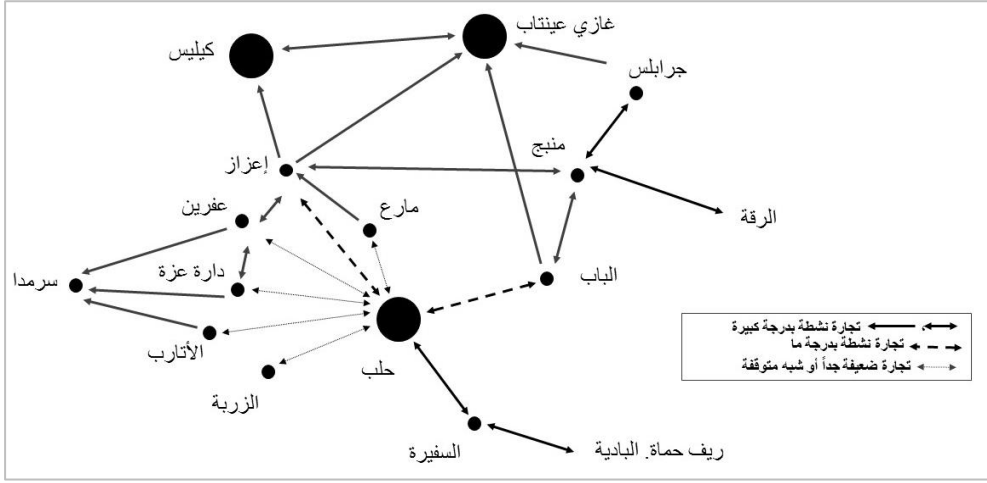 غازي عينتاب
كيليس
جرابلس
منبج
إعزاز
عفرين
مارع
الرقة
سرمدا
دارة عزة
الباب
الأتارب
حلب
الزربة
السفيرة
ريف حماة. البادية
تجارة نشطة بدرجة كبيرة
تجارة نشطة بدرجة ما
تجارة ضعيفة جداً أو شبه متوقفة